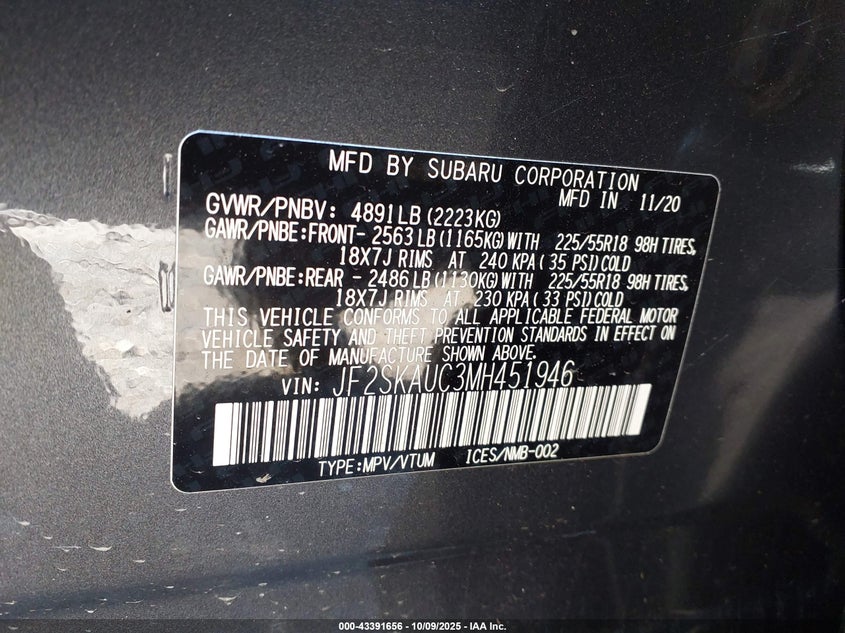 MFD BY SUBARU CORPORATION
MFD IN 11/20
GVWR/PNBV: 4891LB (2223KG)
GAWR/PNBE:FRONT- 2563LB (1165KG) WITH 225/55R18 98H TIRES,
18X7J RIMS AT 240 KPA ( 35 PSI) COLD
GAWR/PNBE:REAR - 2486LB (1130KG) WITH 225/55R18 98H TIRES,
18X7J RIMS AT 230 KPA ( 33 PSI) COLD
THIS VEHICLE CONFORMS TO ALL APPLICABLE FEDERAL MOTOR
VEHICLE SAFETY AND THEFT PREVENTION STANDARDS IN EFFECT ON
THE DATE OF MANUFACTURE SHOWN ABOVE.
VIN: JF2SKAUC3MH451946
TYPE:MPV/VTUM ICES/NMB-002
000-43391656 - 10/09/2025 - IAA Inc.